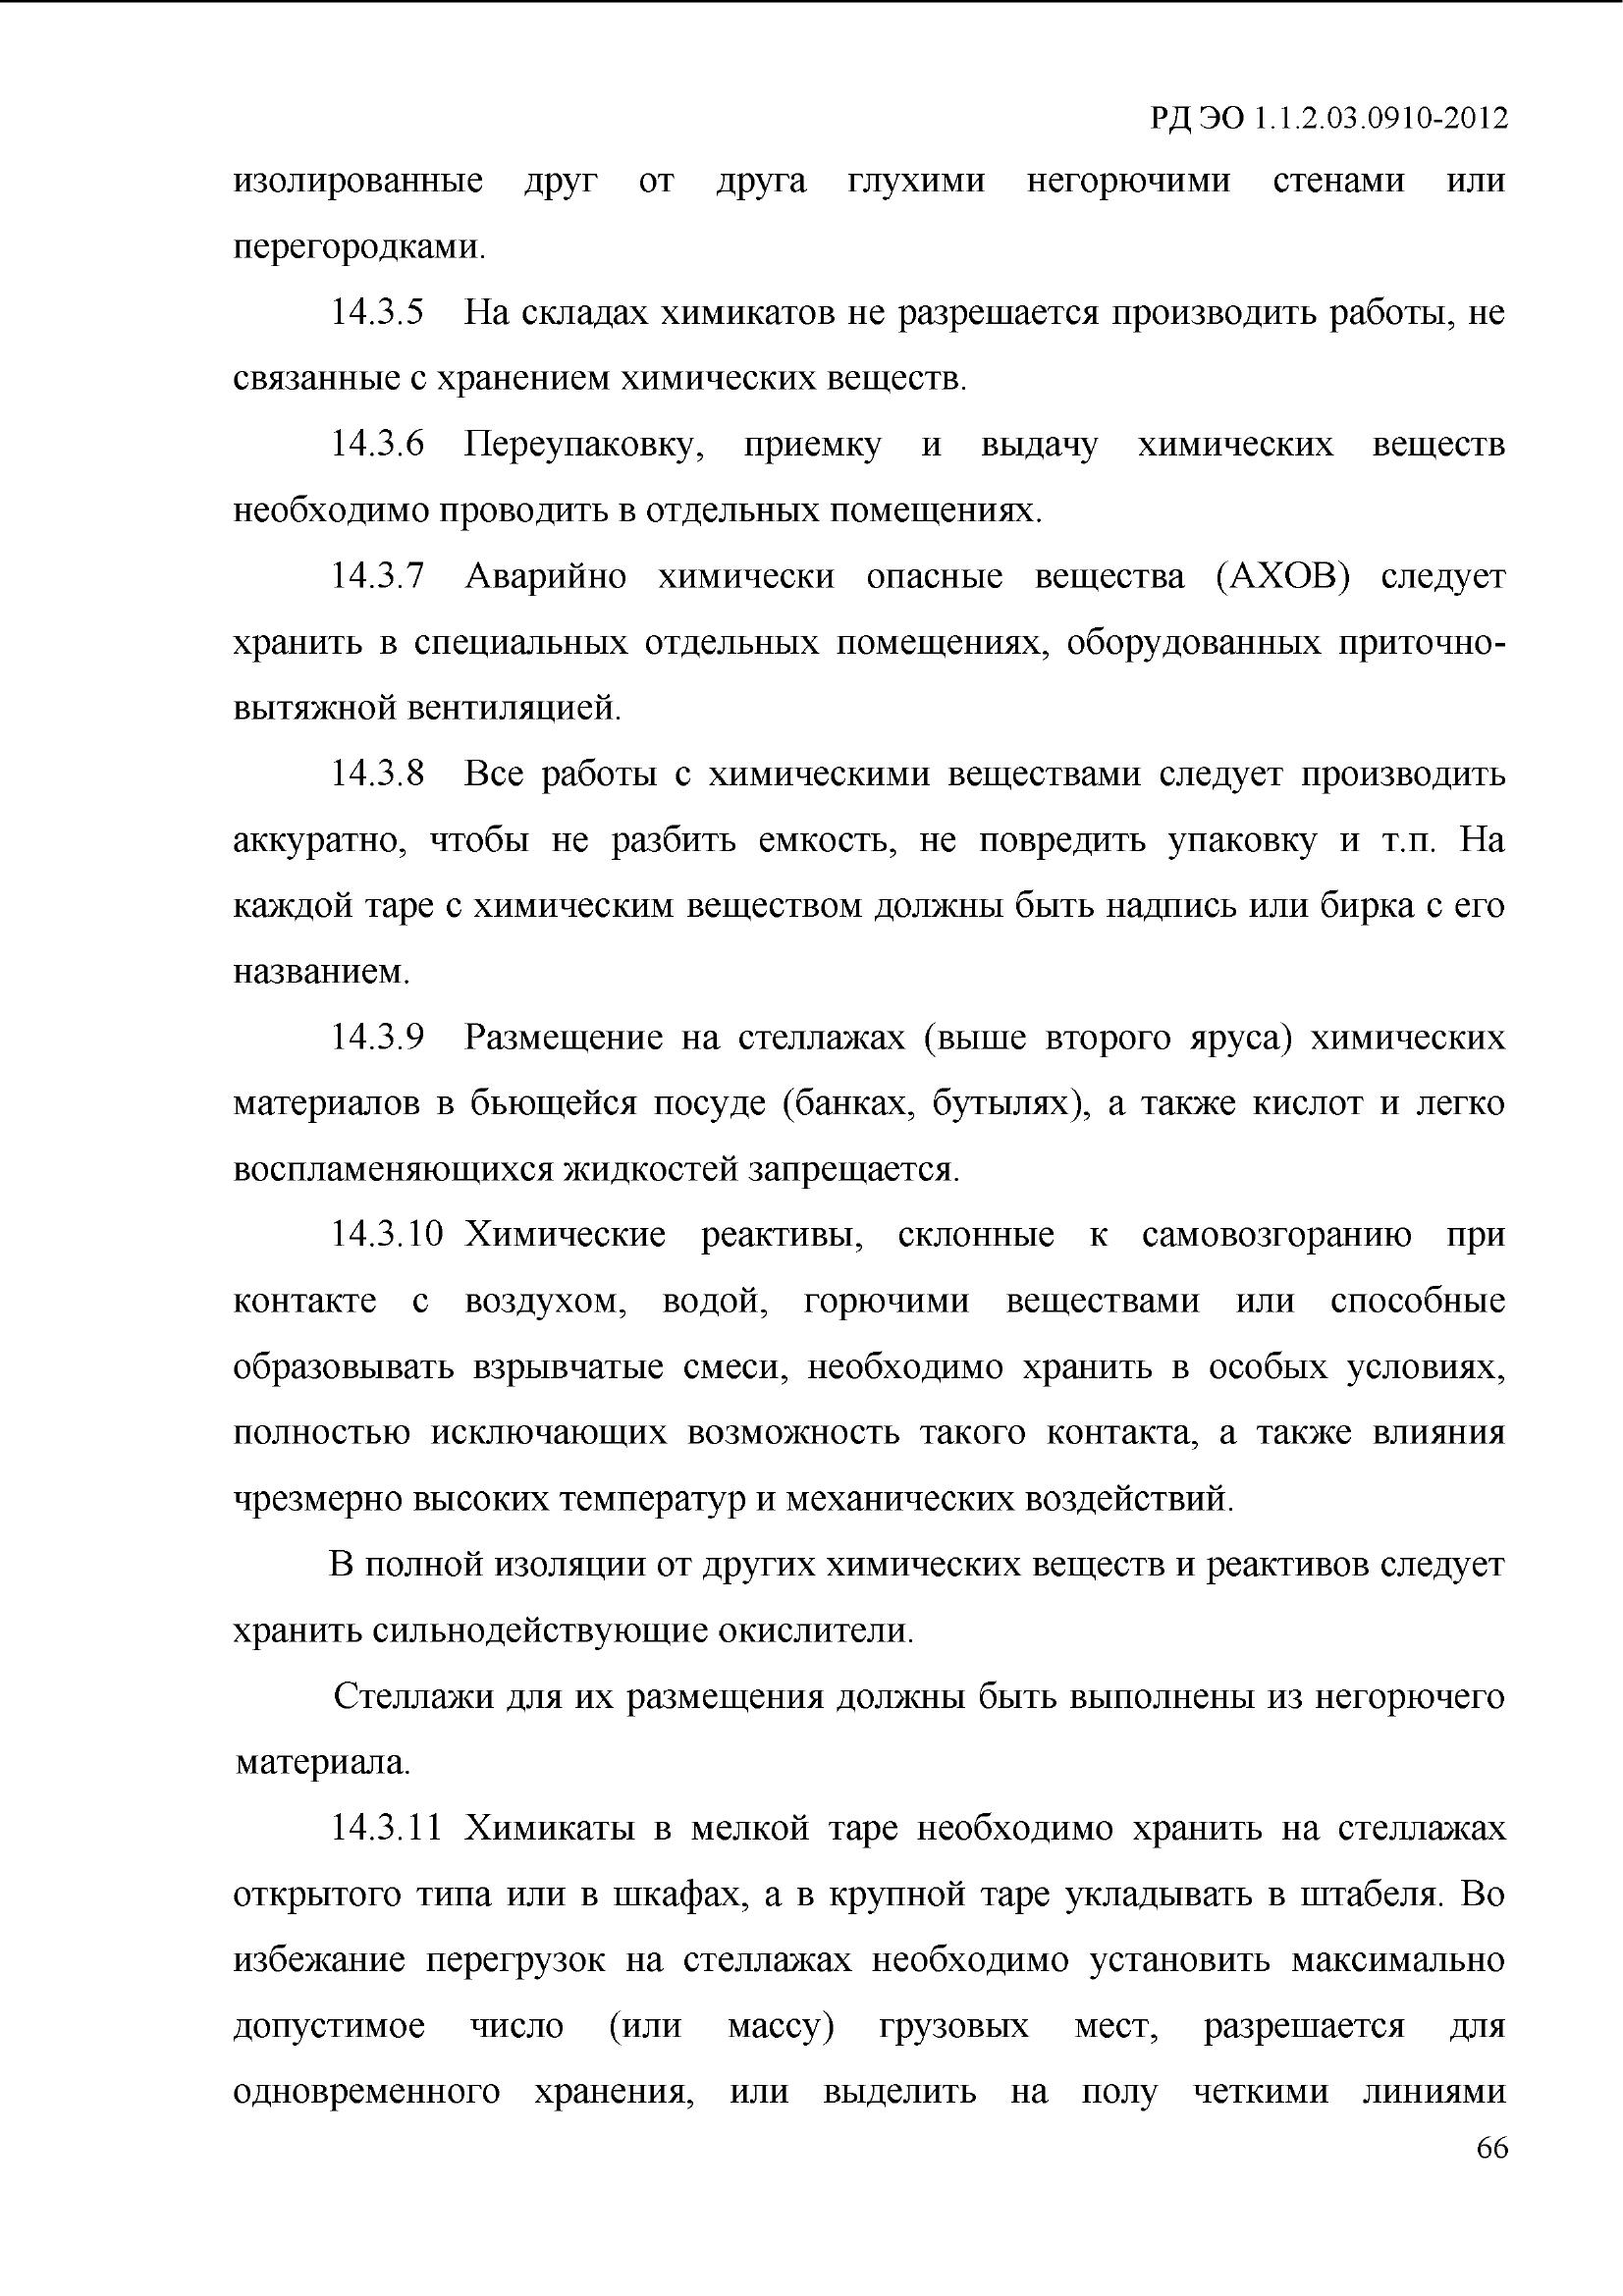 РД ЭО 1.1.2.03.0910-2012
изолированные друг от друга глухими негорючими стенами или
перегородками.
14.3.5 На складах химикатов не разрешается производить работы, не
связанные с хранением химических веществ.
14.3.6 Переупаковку, приемку и выдачу химических веществ
необходимо проводить в отдельных помещениях.
14.3.7 Аварийно химически опасные вещества (АХОВ) следует
хранить в специальных отдельных помещениях, оборудованных приточно-
вытяжной вентиляцией.
14.3.8 Все работы с химическими веществами следует производить
аккуратно, чтобы не разбить емкость, не повредить упаковку и т.п. На
каждой таре с химическим веществом должны быть надпись или бирка с его
названием.
14.3.9 Размещение на стеллажах (выше второго яруса) химических
материалов в бьющейся посуде (банках, бутылях), а также кислот и легко
воспламеняющихся жидкостей запрещается.
14.3.10 Химические реактивы, склонные к самовозгоранию при
контакте с воздухом, водой, горючими веществами или способные
образовывать взрывчатые смеси, необходимо хранить в особых условиях,
полностью исключающих возможность такого контакта, а также влияния
чрезмерно высоких температур и механических воздействий.
В полной изоляции от других химических веществ и реактивов следует
хранить сильнодействующие окислители.
Стеллажи для их размещения должны быть выполнены из негорючего
материала.
14.3.11 Химикаты в мелкой таре необходимо хранить на стеллажах
открытого типа или в шкафах, а в крупной таре укладывать в штабеля. Во
избежание перегрузок на стеллажах необходимо установить максимально
допустимое число (или массу) грузовых мест, разрешается для
одновременного хранения, или выделить на полу четкими линиями
66